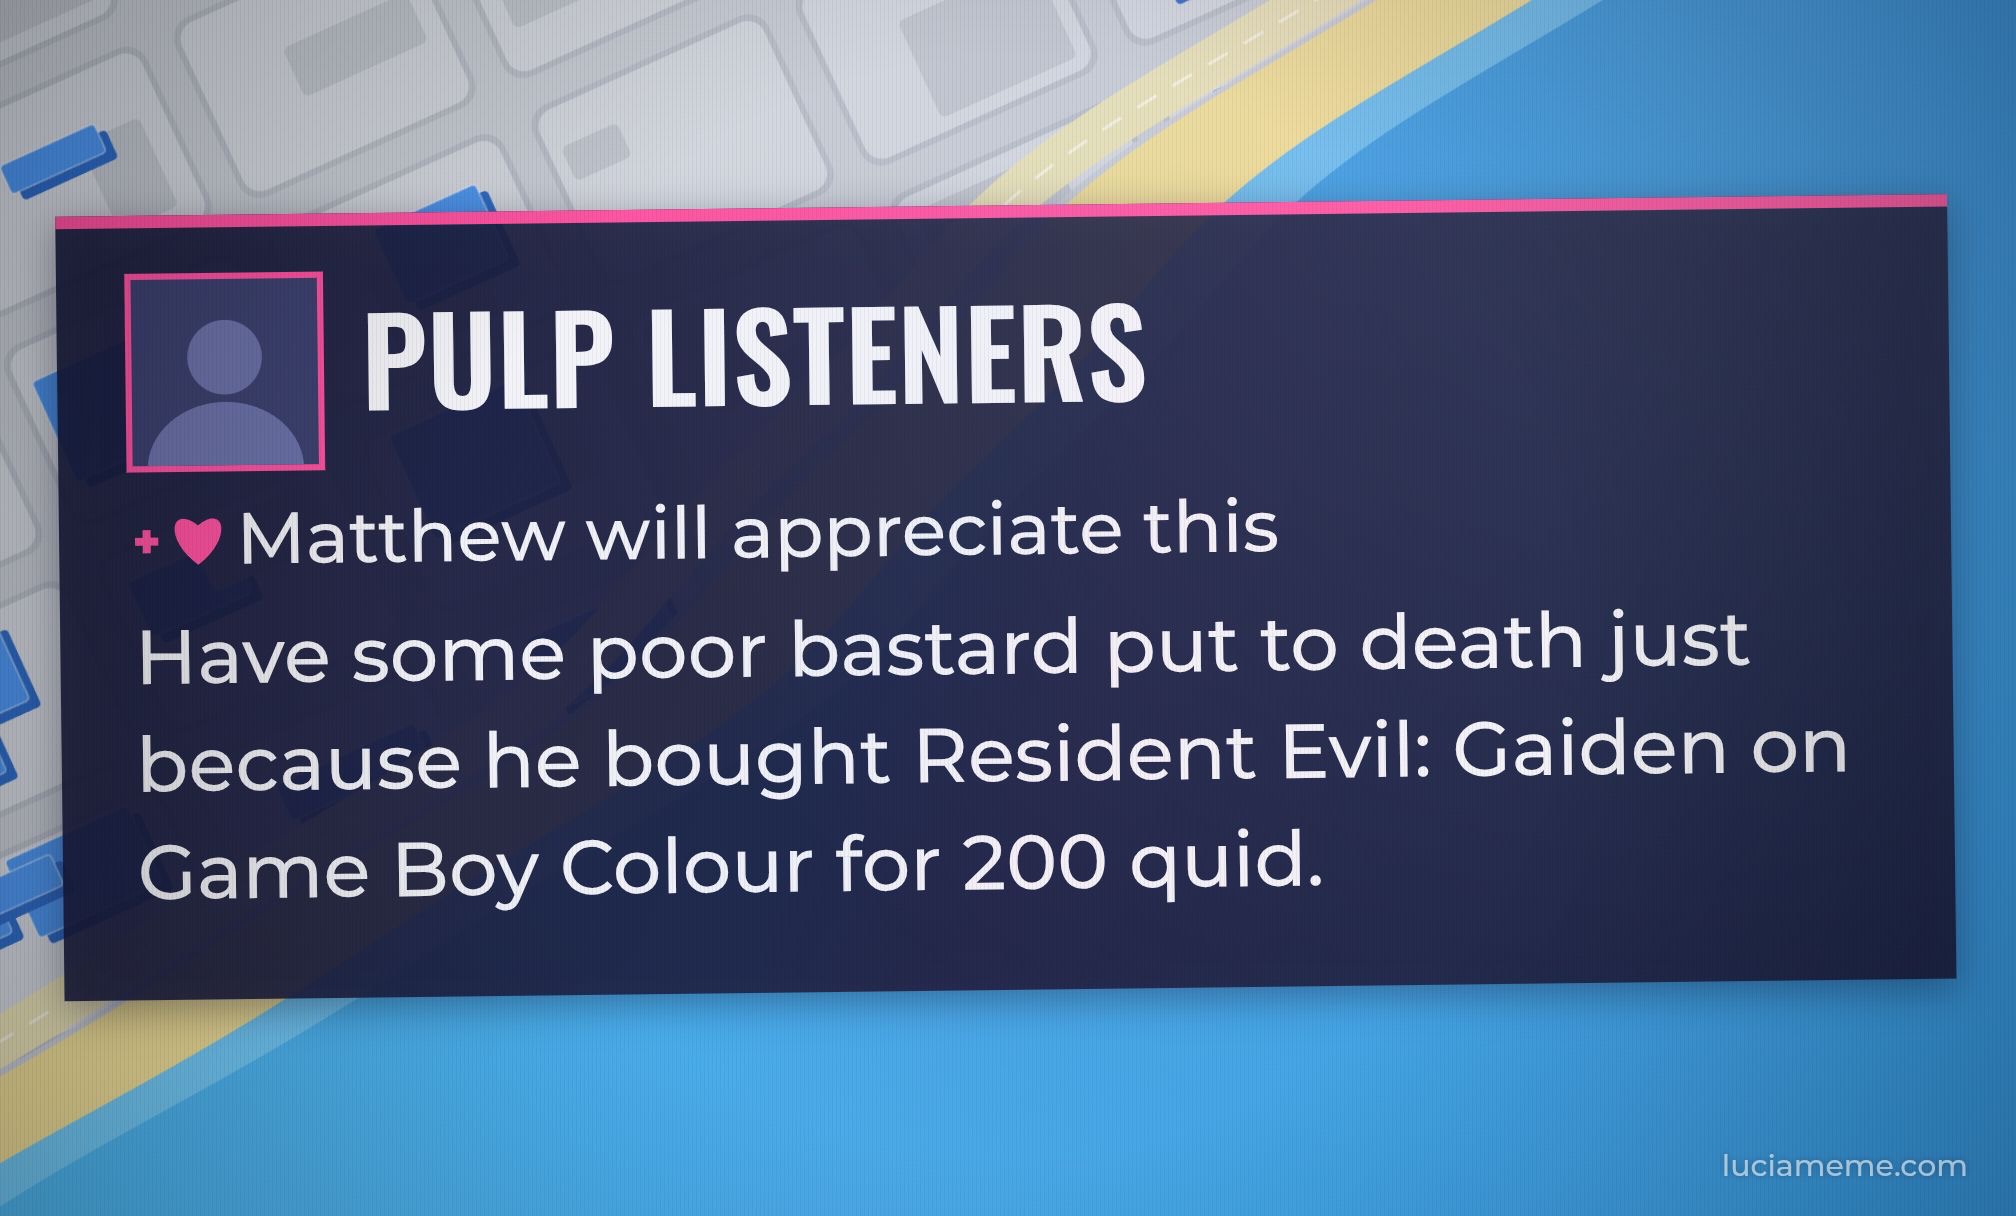 PULP LISTENERS
+♥ Matthew will appreciate this
Have some poor bastard put to death just
because he bought Resident Evil: Gaiden on
Game Boy Colour for 200 quid.
luciameme.com